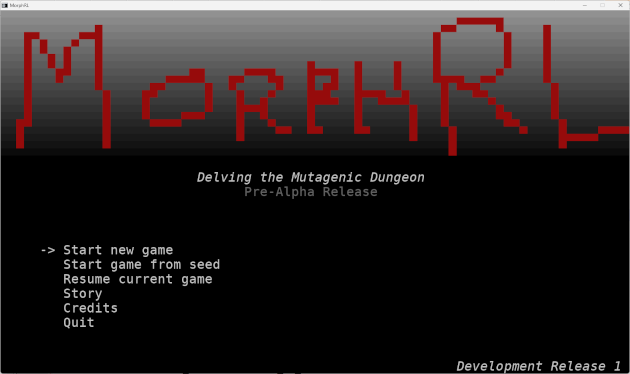 MorphRL
MorphRL
Delving the Mutagenic Dungeon
Pre-Alpha Release
-> Start new game
Start game from seed
Resume current game
Story
Credits
Quit
Development Release 1